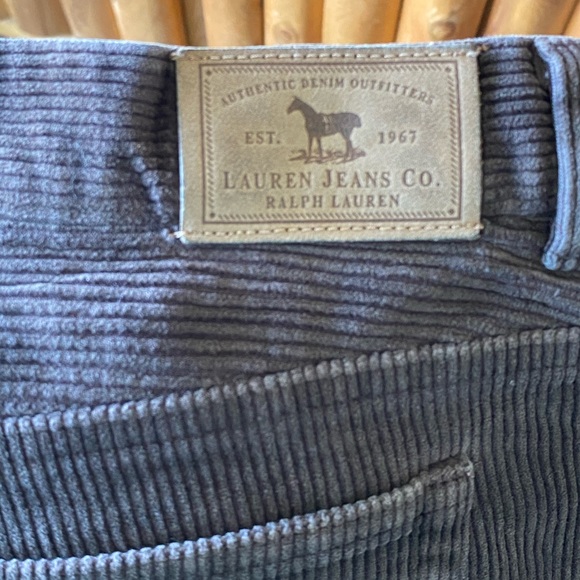 AUTHENTIC DENIM OUTFITTERS
EST. 1967
LAUREN JEANS CO.
RALPH LAUREN